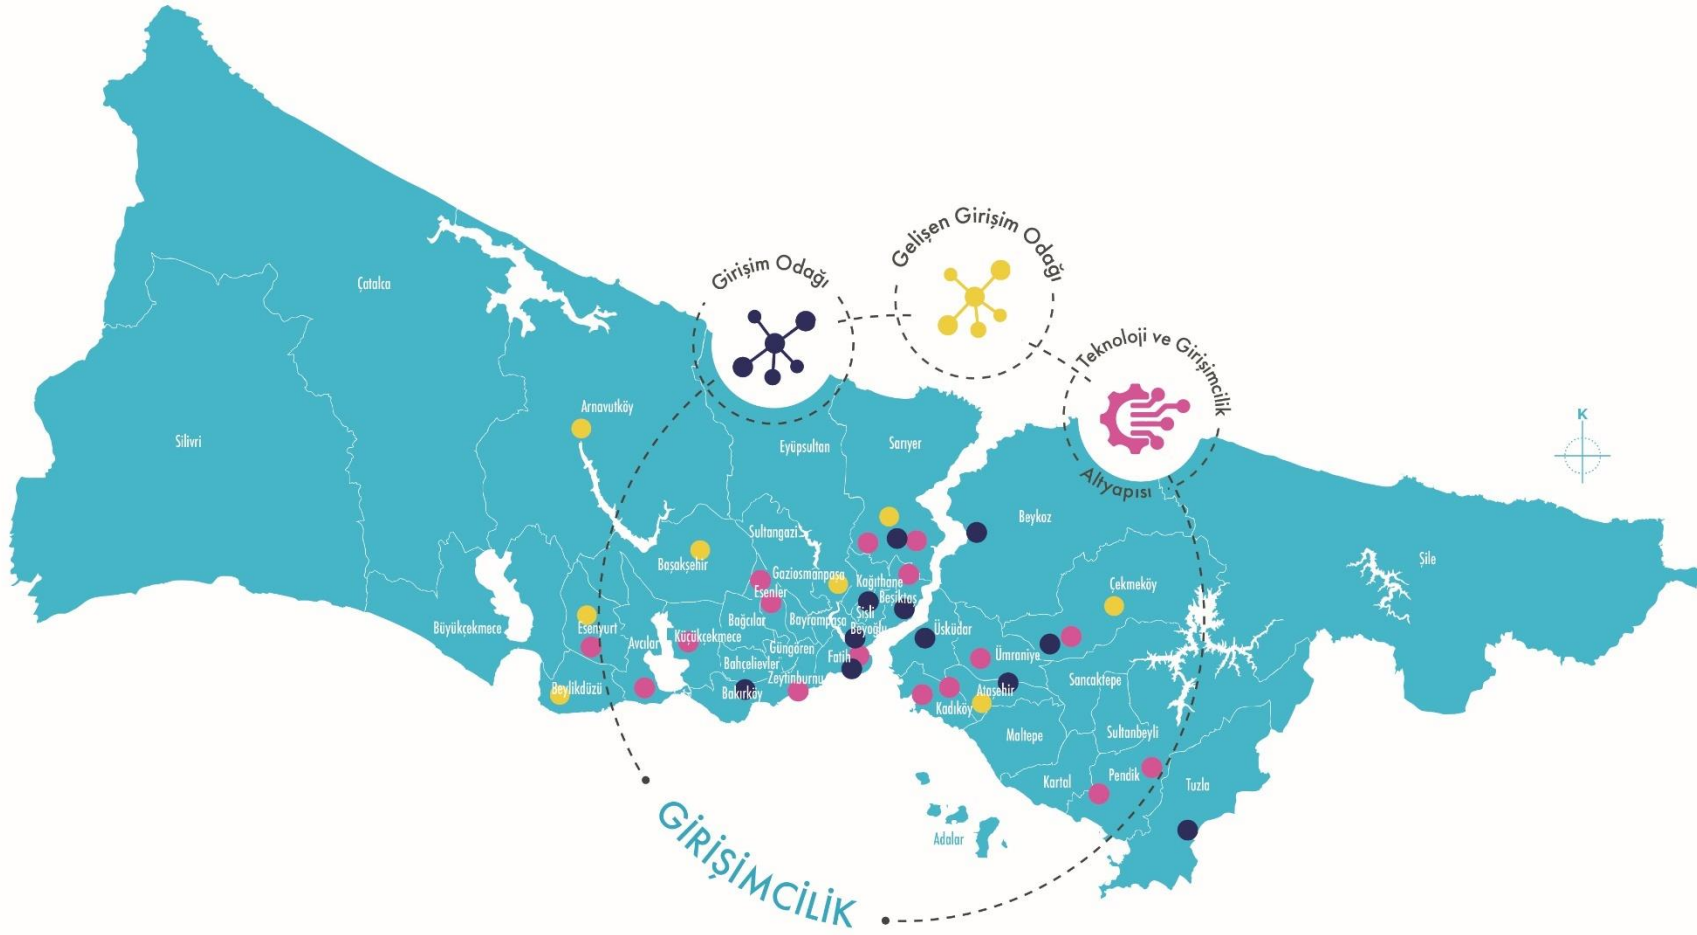 Girişim Odağı
Gelişen Girişim Odağı
Teknoloji ve Girişimcilik
Altyapısı
K
Çatalca
Silivri
Arnavutköy
Eyüpsultan
Sarıyer
Beykoz
Şile
Sultangazi
Başakşehir
Gaziosmanpaşa
Kağıthane
Çekmeköy
Esenler
Beşiktaş
Şişli
Büyükçekmece
Esenyurt
Avcılar
Küçükçekmece
Bağcılar
Bayrampaşa
Beyoğlu
Üsküdar
Güngören
Fatih
Ümraniye
Bahçelievler
Zeytinburnu
Sancaktepe
Beylikdüzü
Bakırköy
Ataşehir
Kadıköy
Maltepe
Sultanbeyli
Kartal
Pendik
Tuzla
Adalar
GİRİŞİMCİLİK